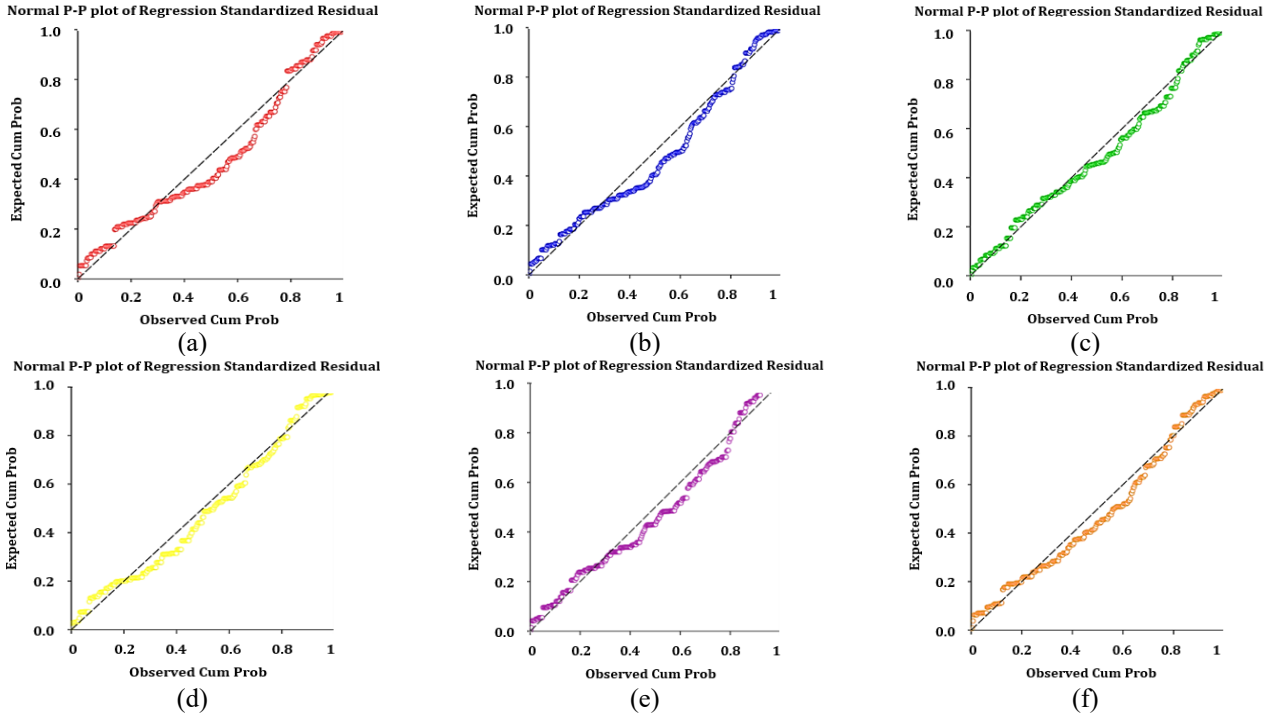 Normal P-P plot of Regression Standardized Residual
1.0
0.8
0.6
0.4
0.2
0.0
Expected Cum Prob
0 0.2 0.4 0.6 0.8 1
Observed Cum Prob
(a)
Normal P-P plot of Regression Standardized Residual
1.0
0.8
0.6
0.4
0.2
0.0
Expected Cum Prob
0 0.2 0.4 0.6 0.8 1
Observed Cum Prob
(b)
Normal P-P plot of Regression Standardized Residual
1.0
0.8
0.6
0.4
0.2
0.0
Expected Cum Prob
0 0.2 0.4 0.6 0.8 1
Observed Cum Prob
(c)
Normal P-P plot of Regression Standardized Residual
1.0
0.8
0.6
0.4
0.2
0.0
Expected Cum Prob
0 0.2 0.4 0.6 0.8 1
Observed Cum Prob
(d)
Normal P-P plot of Regression Standardized Residual
1.0
0.8
0.6
0.4
0.2
0.0
Expected Cum Prob
0 0.2 0.4 0.6 0.8 1
Observed Cum Prob
(e)
Normal P-P plot of Regression Standardized Residual
1.0
0.8
0.6
0.4
0.2
0.0
Expected Cum Prob
0 0.2 0.4 0.6 0.8 1
Observed Cum Prob
(f)